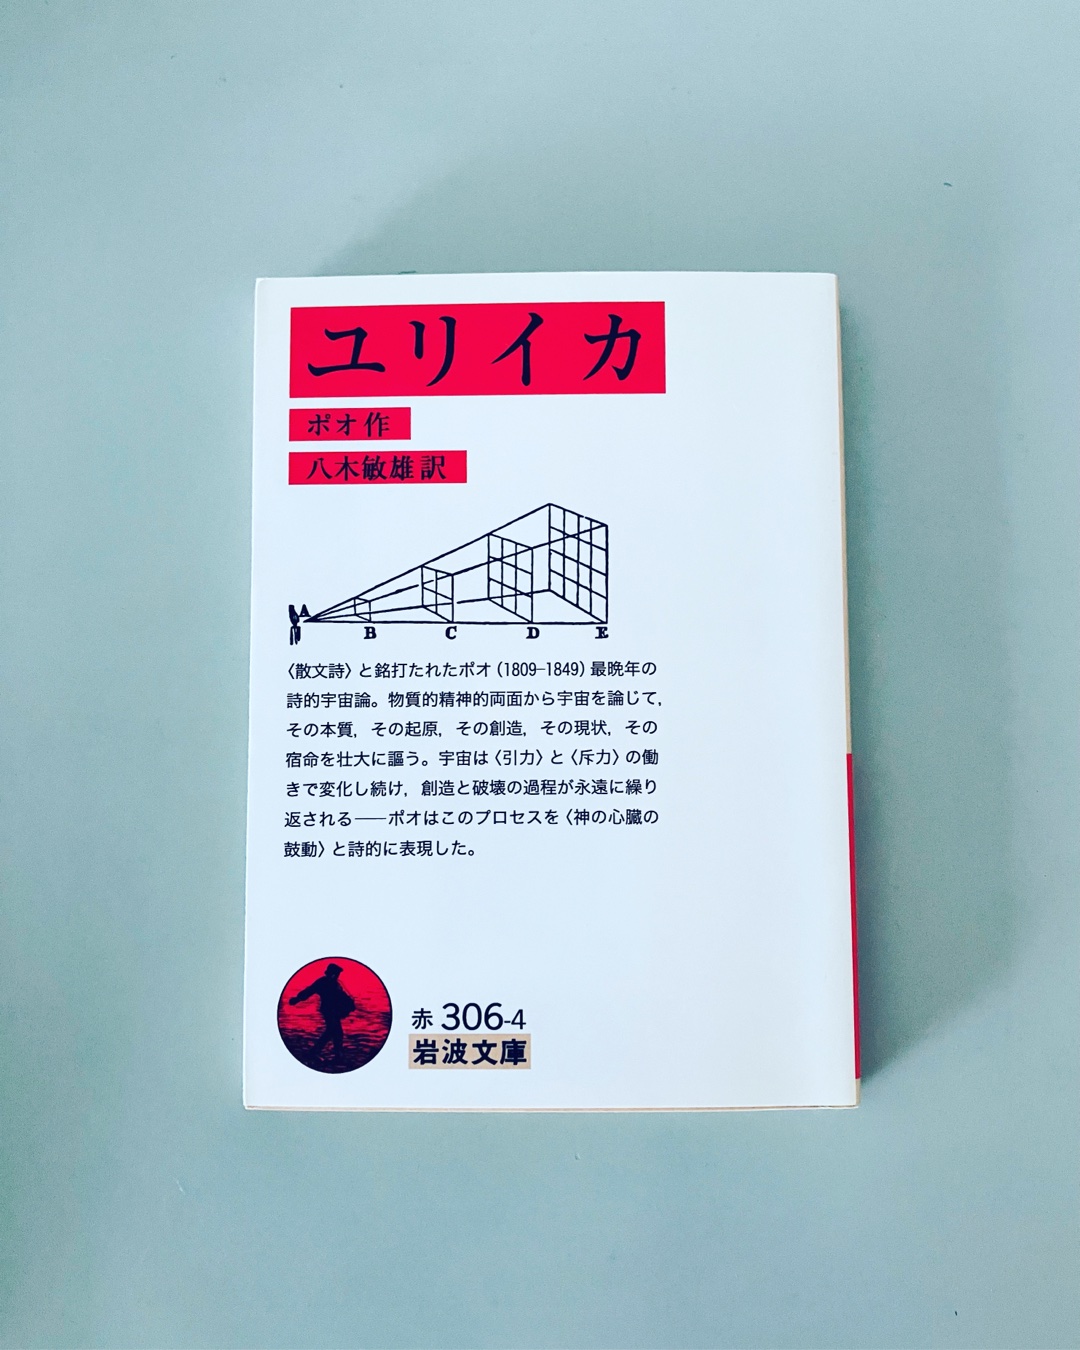 ユリイカ
ポオ作
八木敏雄訳
A
B C D E
〈散文詩〉と銘打たれたポオ（1809–1849）最晩年の
詩的宇宙論。物質的精神的両面から宇宙を論じて，
その本質，その起原，その創造，その現状，その
宿命を壮大に謳う。宇宙は〈引力〉と〈斥力〉の働
きで変化し続け，創造と破壊の過程が永遠に繰り
返される──ポオはこのプロセスを〈神の心臓の
鼓動〉と詩的に表現した。
赤 306-4
岩波文庫